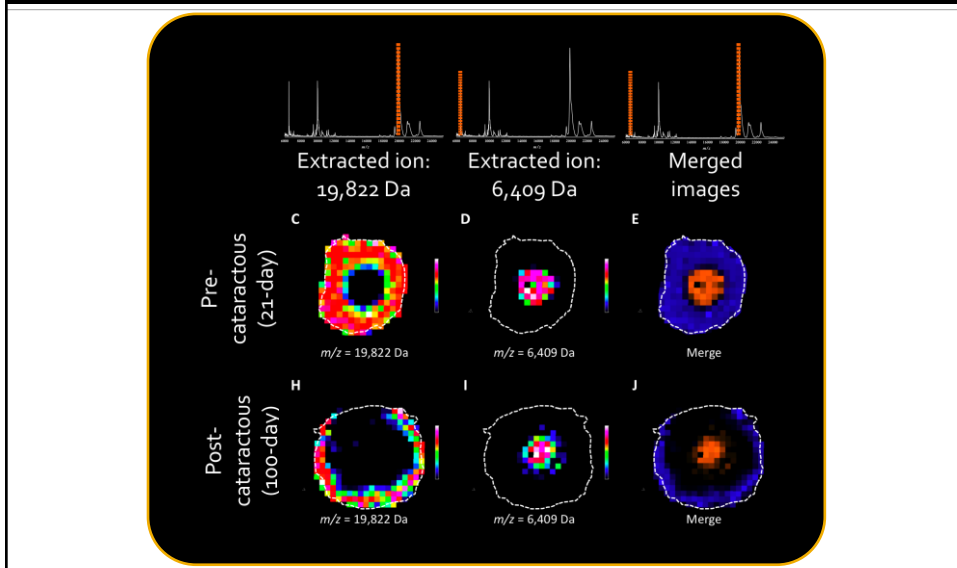 Extracted ion:
19,822 Da
Extracted ion:
6,409 Da
Merged
images
Pre-
cataractous
(21-day)
C
D
E
m/z = 19,822 Da
m/z = 6,409 Da
Merge
Post-
cataractous
(100-day)
H
I
J
m/z = 19,822 Da
m/z = 6,409 Da
Merge